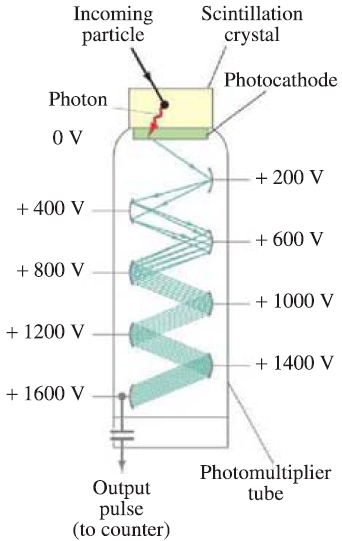 Incoming
particle
Scintillation
crystal
Photocathode
Photon
0 V
+ 200 V
+ 400 V
+ 600 V
+ 800 V
+ 1000 V
+ 1200 V
+ 1400 V
+ 1600 V
Photomultiplier
tube
Output
pulse
(to counter)